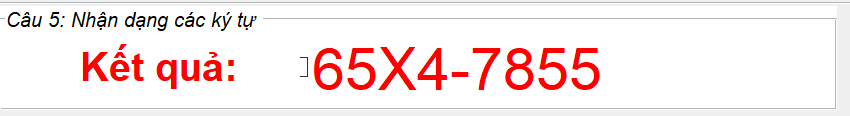 Câu 5: Nhận dạng các ký tự
Kết quả: 65X4-7855